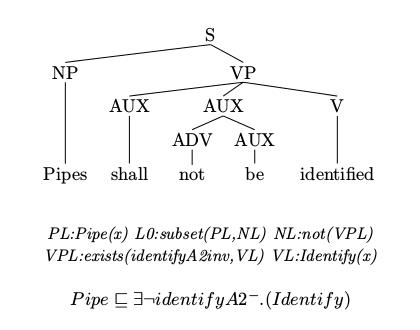 S
NP VP
AUX AUX V
ADV AUX
Pipes shall not be identified
PL:Pipe(x) L0:subset(PL,NL) NL:not(VPL)
VPL:exists(identifyA2inv,VL) VL:Identify(x)
Pipe ⊑ ∃¬identifyA2⁻.(Identify)